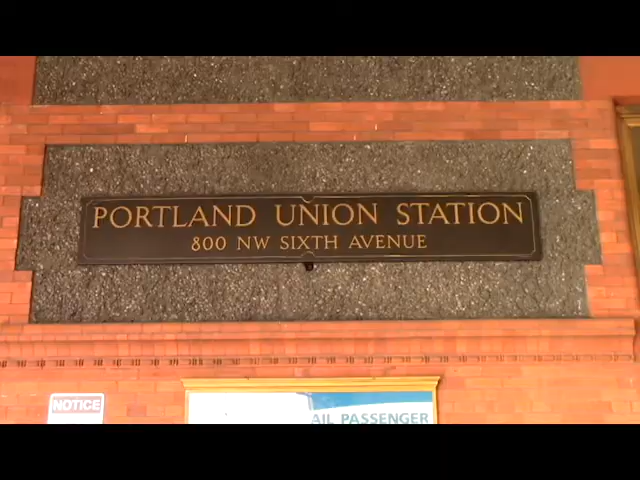 PORTLAND UNION STATION
800 NW SIXTH AVENUE
NOTICE
AIL PASSENGER